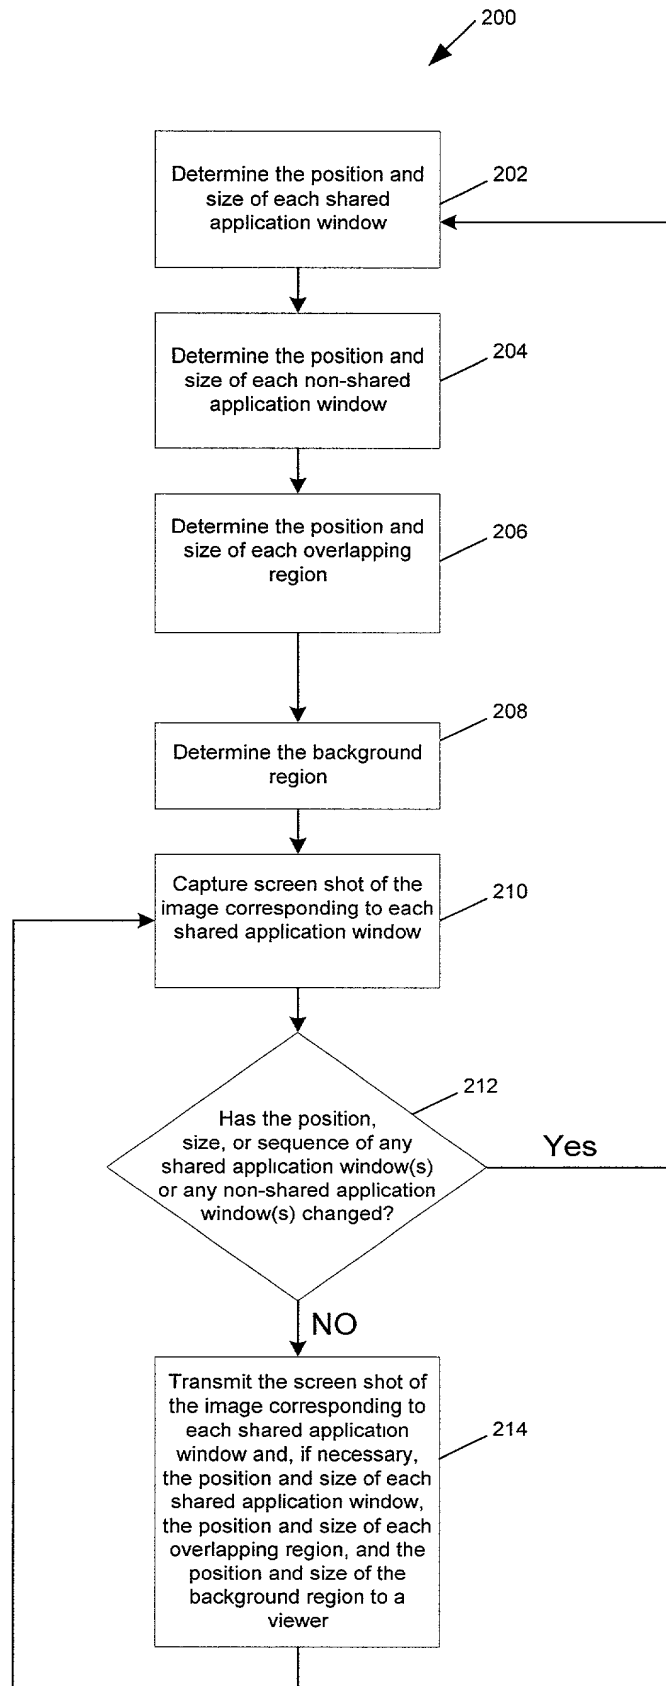 200
Determine the position and
size of each shared
application window
202
Determine the position and
size of each non-shared
application window
204
Determine the position and
size of each overlapping
region
206
208
Determine the background
region
Capture screen shot of the
image corresponding to each
shared application window
210
212
Has the position,
size, or sequence of any
shared application window(s)
or any non-shared application
window(s) changed?
Yes
NO
Transmit the screen shot of
the image corresponding to
each shared application
window and, if necessary,
the position and size of each
shared application window,
the position and size of each
overlapping region, and the
position and size of the
background region to a
viewer
214